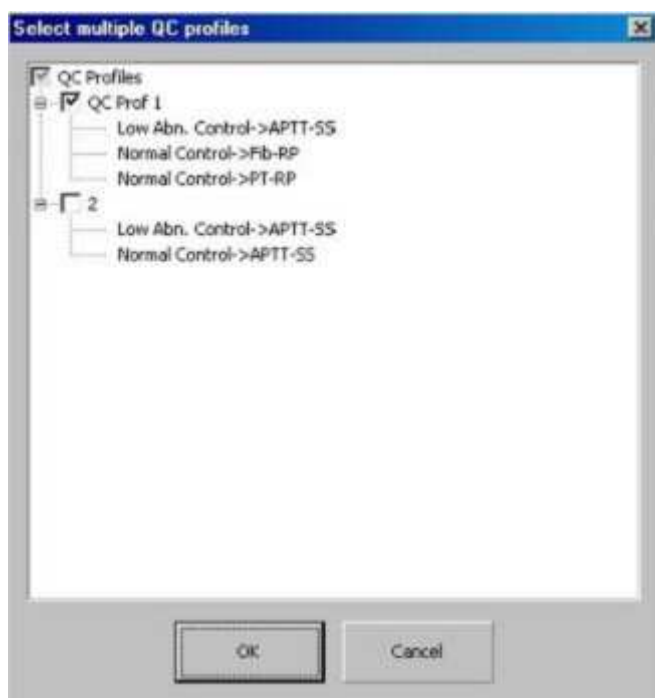 Select multiple QC profiles
QC Profiles
QC Prof 1
Low Abn. Control->APTT-SS
Normal Control->Fib-RP
Normal Control->PT-RP
2
Low Abn. Control->APTT-SS
Normal Control->APTT-SS
OK
Cancel